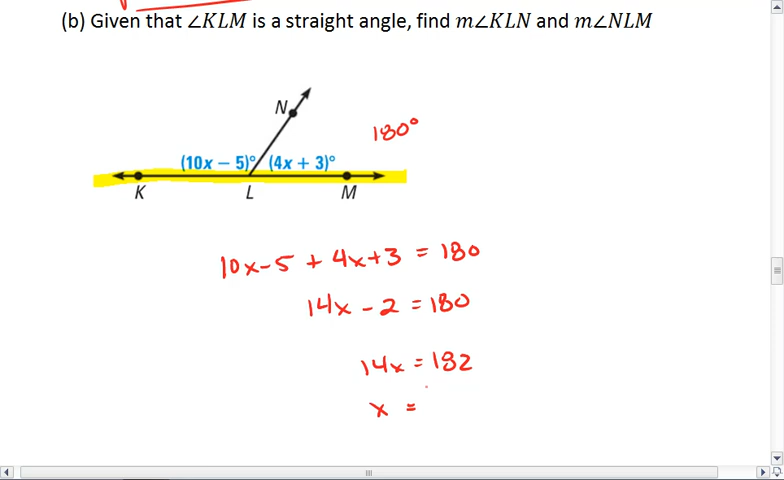 (b) Given that ∠KLM is a straight angle, find m∠KLN and m∠NLM
N
180°
(10x − 5)° (4x + 3)°
K L M
10x-5 + 4x+3 = 180
14x - 2 = 180
14x = 182
x =